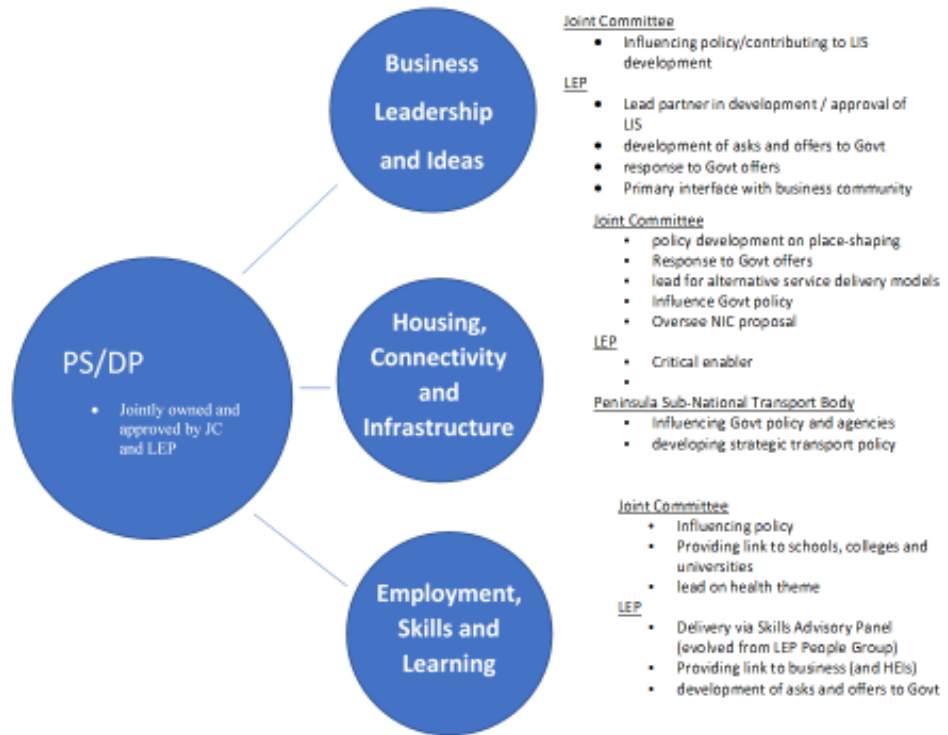 Business
Leadership
and Ideas
Joint Committee
• Influencing policy/contributing to LIS
development
LEP
• Lead partner in development / approval of
LIS
• development of asks and offers to Govt
• response to Govt offers
• Primary interface with business community
PS/DP
• Jointly owned and
approved by JC
and LEP
Housing,
Connectivity
and
Infrastructure
Joint Committee
• policy development on place-shaping
• Response to Govt offers
• lead for alternative service delivery models
• Influence Govt policy
• Oversee NIC proposal
LEP
• Critical enabler
•
Peninsula Sub-National Transport Body
• Influencing Govt policy and agencies
• developing strategic transport policy
Employment,
Skills and
Learning
Joint Committee
• Influencing policy
• Providing link to schools, colleges and
universities
• lead on health theme
LEP
• Delivery via Skills Advisory Panel
(evolved from LEP People Group)
• Providing link to business (and HEIs)
• development of asks and offers to Govt